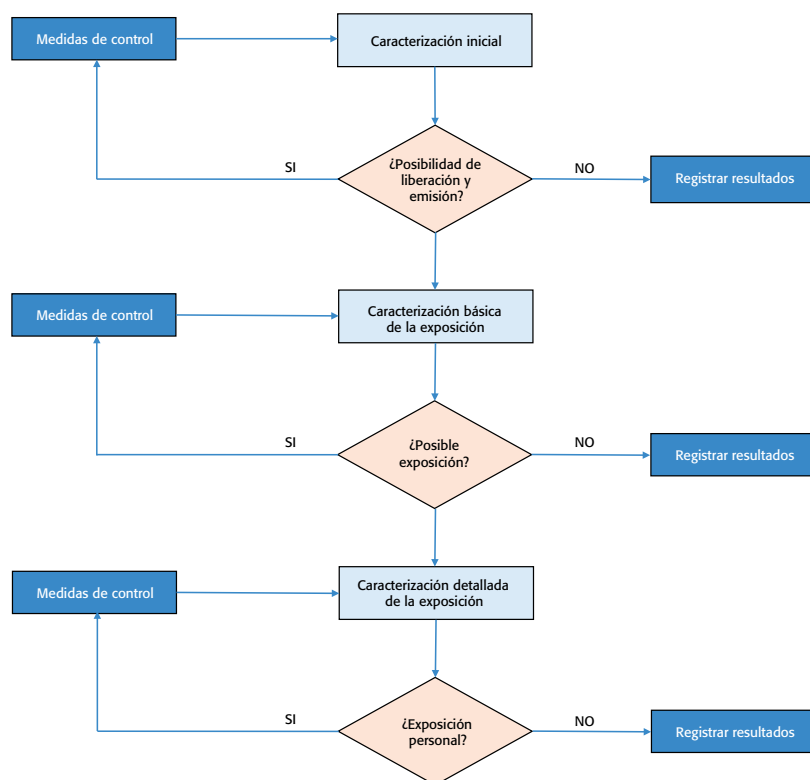 Medidas de control
Caracterización inicial
¿Posibilidad de
liberación y
emisión?
SI
NO
Registrar resultados
Medidas de control
Caracterización básica
de la exposición
¿Posible
exposición?
SI
NO
Registrar resultados
Medidas de control
Caracterización detallada
de la exposición
¿Exposición
personal?
SI
NO
Registrar resultados